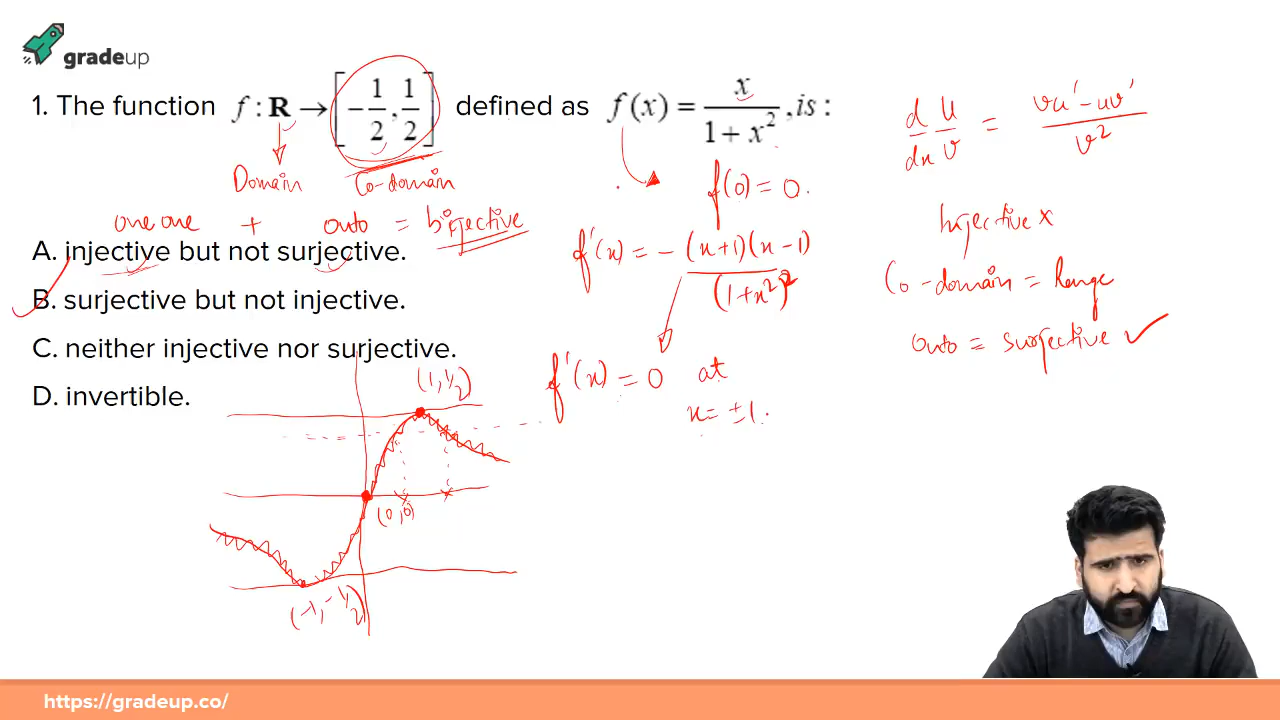 gradeup
1. The function f : R → [-1/2, 1/2] defined as f(x) = x/(1 + x²), is :
Domain
Co-domain
one one + onto = bijective
A. injective but not surjective.
B. surjective but not injective.
C. neither injective nor surjective.
D. invertible.
f(0) = 0.
f'(x) = - (x+1)(x-1)/(1+x²)²
f'(x) = 0 at
x = ±1.
d/dx u/v = (vu' - uv')/v²
Injective x
Co-domain = Range
onto = surjective ✓
(1, 1/2)
(0, 0)
(-1, -1/2)
https://gradeup.co/